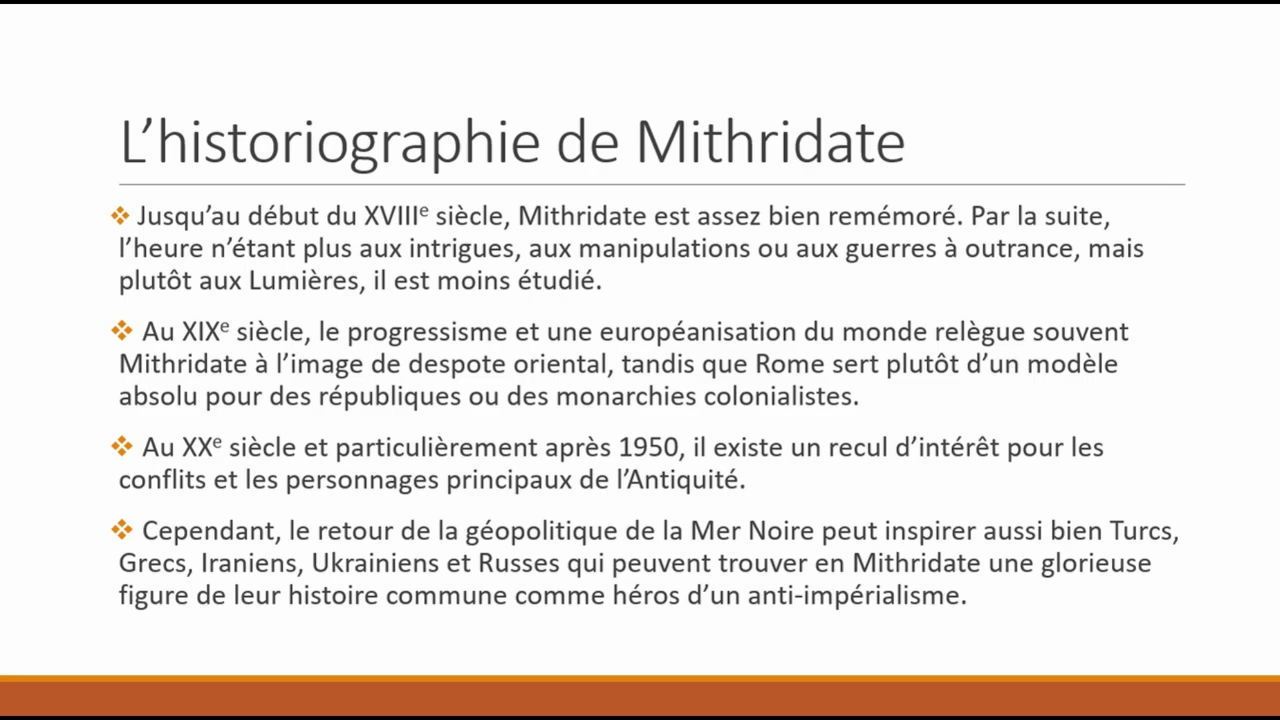 L’historiographie de Mithridate
❖ Jusqu’au début du XVIIIᵉ siècle, Mithridate est assez bien remémoré. Par la suite,
l’heure n’étant plus aux intrigues, aux manipulations ou aux guerres à outrance, mais
plutôt aux Lumières, il est moins étudié.
❖ Au XIXᵉ siècle, le progressisme et une européanisation du monde relègue souvent
Mithridate à l’image de despote oriental, tandis que Rome sert plutôt d’un modèle
absolu pour des républiques ou des monarchies colonialistes.
❖ Au XXᵉ siècle et particulièrement après 1950, il existe un recul d’intérêt pour les
conflits et les personnages principaux de l’Antiquité.
❖ Cependant, le retour de la géopolitique de la Mer Noire peut inspirer aussi bien Turcs,
Grecs, Iraniens, Ukrainiens et Russes qui peuvent trouver en Mithridate une glorieuse
figure de leur histoire commune comme héros d’un anti-impérialisme.